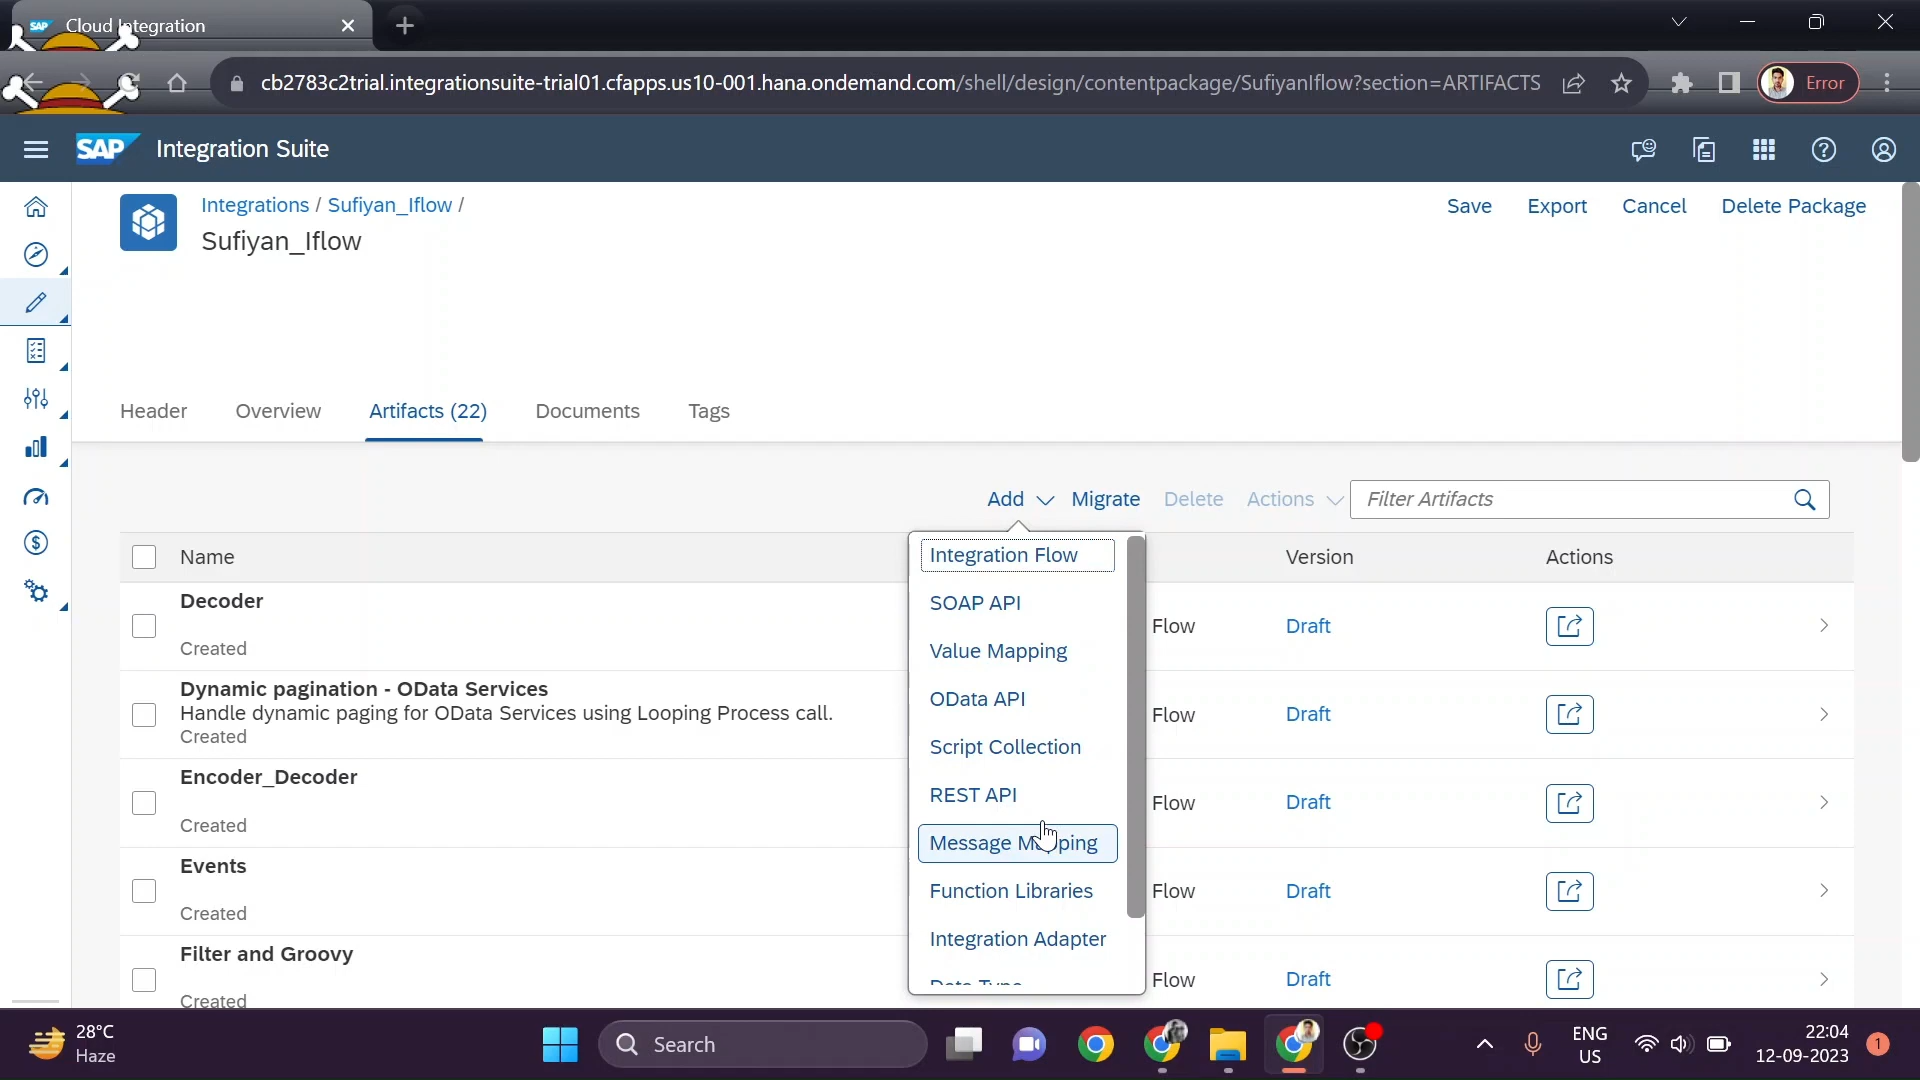 SAP Cloud Integration
cb2783c2trial.integrationsuite-trial01.cfapps.us10-001.hana.ondemand.com/shell/design/contentpackage/SufiyanIflow?section=ARTIFACTS
Error
SAP Integration Suite
Integrations / Sufiyan_Iflow /
Sufiyan_Iflow
Save Export Cancel Delete Package
Header Overview Artifacts (22) Documents Tags
Add Migrate Delete Actions Filter Artifacts
Name Version Actions
Integration Flow
SOAP API
Value Mapping
OData API
Script Collection
REST API
Message Mapping
Function Libraries
Integration Adapter
Data Type
Decoder
Created
Flow Draft
Dynamic pagination - OData Services
Handle dynamic paging for OData Services using Looping Process call.
Created
Flow Draft
Encoder_Decoder
Created
Flow Draft
Events
Created
Flow Draft
Filter and Groovy
Created
Flow Draft
28°C
Haze
Search
ENG
US
22:04
12-09-2023
1